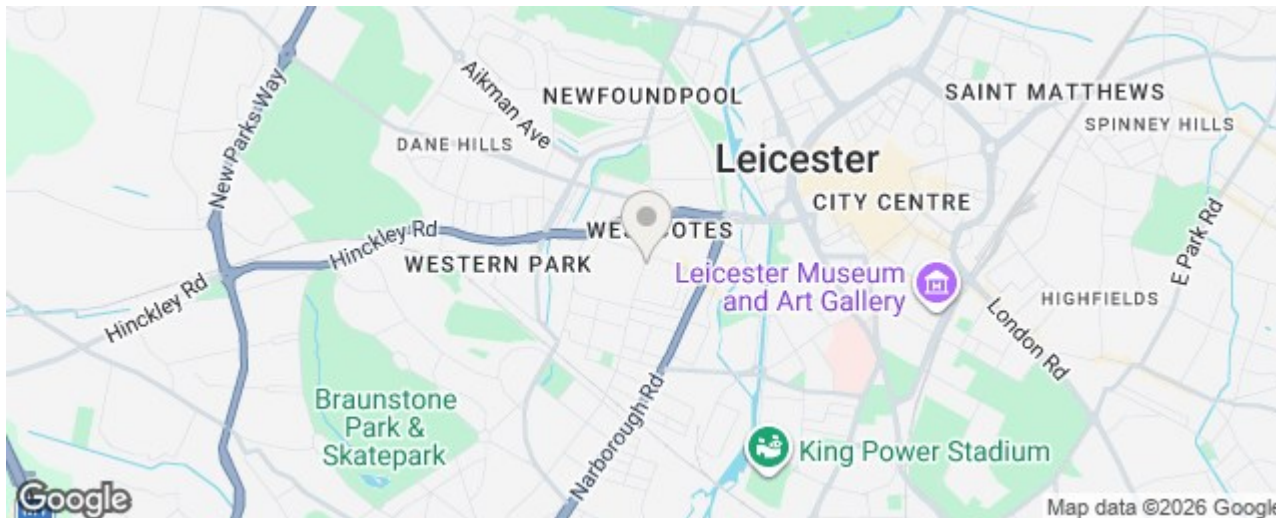 New Parks Way
Aikman Ave
NEWFOUNDPOOL
SAINT MATTHEWS
SPINNEY HILLS
DANE HILLS
Leicester
CITY CENTRE
E Park Rd
Hinckley Rd
WESTERN PARK
Leicester Museum
and Art Gallery
HIGHFIELDS
Hinckley Rd
London Rd
Braunstone
Park &
Skatepark
Narborough Rd
King Power Stadium
Google
Map data ©2026 Google